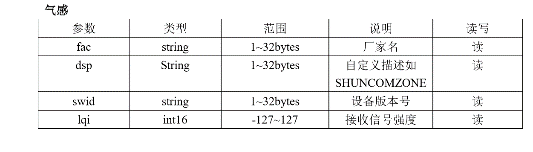 气感
参数 类型 范围 说明 读写
fac string 1~32bytes 厂家名 读
dsp String 1~32bytes 自定义描述如 读
SHUNCOMZONE
swid string 1~32bytes 设备版本号 读
lqi int16 -127~127 接收信号强度 读